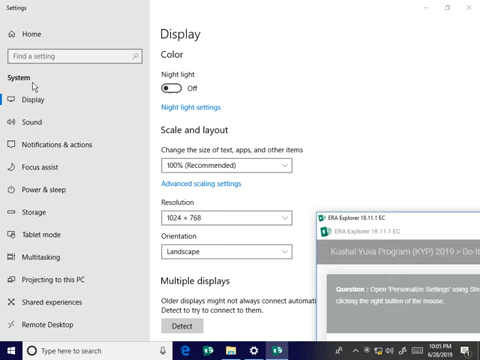 Settings
Home
Find a setting
System
Display
Sound
Notifications & actions
Focus assist
Power & sleep
Storage
Tablet mode
Multitasking
Projecting to this PC
Shared experiences
Remote Desktop
Display
Color
Night light
Off
Night light settings
Scale and layout
Change the size of text, apps, and other items
100% (Recommended)
Advanced scaling settings
Resolution
1024 × 768
Orientation
Landscape
Multiple displays
Older displays might not always connect automati
Detect to try to connect to them.
Detect
ERA Explorer 18.11.1 EC
ERA Explorer 18.11.1 EC
Kushal Yuva Program (KYP) 2019 > Do-It
Question : Open 'Personalize Settings' using Sho
clicking the right button of the mouse.
Type here to search
10:05 PM
6/28/2019